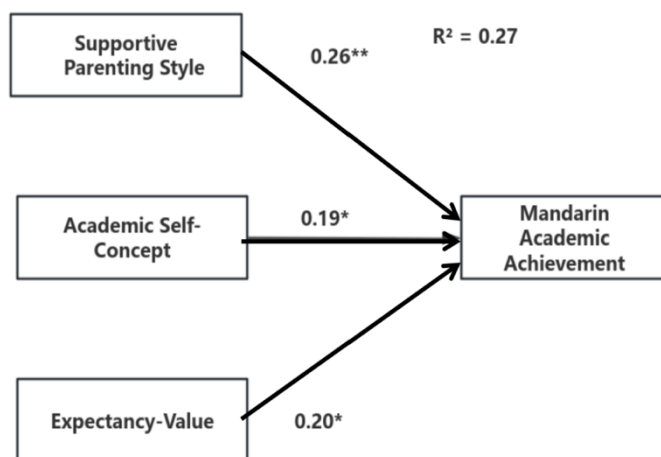 Supportive
Parenting Style
0.26**
R² = 0.27
Academic Self-
Concept
0.19*
Mandarin
Academic
Achievement
Expectancy-Value
0.20*